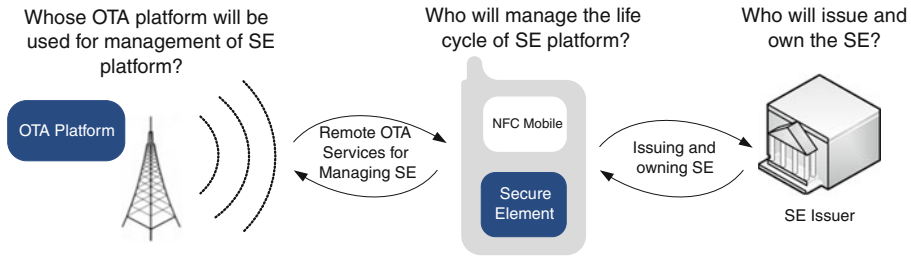 Whose OTA platform will be
used for management of SE
platform?
Who will manage the life
cycle of SE platform?
Who will issue and
own the SE?
OTA Platform
Remote OTA
Services for
Managing SE
NFC Mobile
Secure
Element
Issuing and
owning SE
SE Issuer